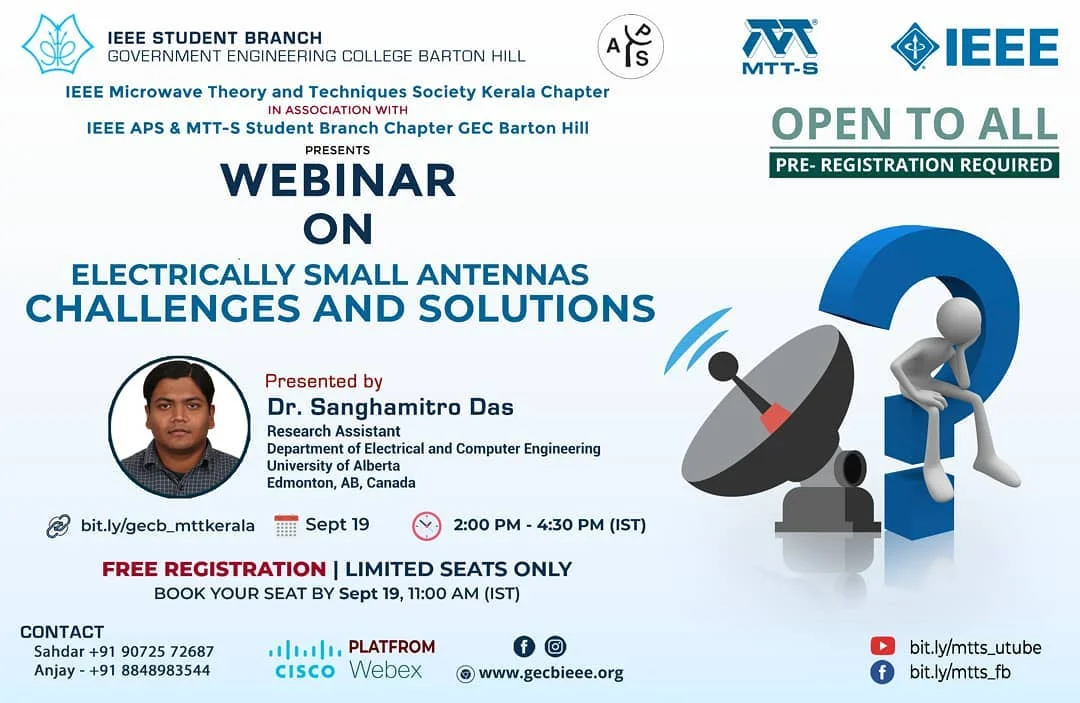 IEEE STUDENT BRANCH
GOVERNMENT ENGINEERING COLLEGE BARTON HILL
A P S
MTT-S
IEEE
IEEE Microwave Theory and Techniques Society Kerala Chapter
IN ASSOCIATION WITH
IEEE APS & MTT-S Student Branch Chapter GEC Barton Hill
PRESENTS
OPEN TO ALL
PRE- REGISTRATION REQUIRED
WEBINAR
ON
ELECTRICALLY SMALL ANTENNAS
CHALLENGES AND SOLUTIONS
Presented by
Dr. Sanghamitro Das
Research Assistant
Department of Electrical and Computer Engineering
University of Alberta
Edmonton, AB, Canada
bit.ly/gecb_mttkerala
Sept 19
2:00 PM - 4:30 PM (IST)
FREE REGISTRATION | LIMITED SEATS ONLY
BOOK YOUR SEAT BY Sept 19, 11:00 AM (IST)
CONTACT
Sahdar +91 90725 72687
Anjay - +91 8848983544
CISCO
PLATFROM
Webex
www.gecbieee.org
bit.ly/mtts_utube
bit.ly/mtts_fb